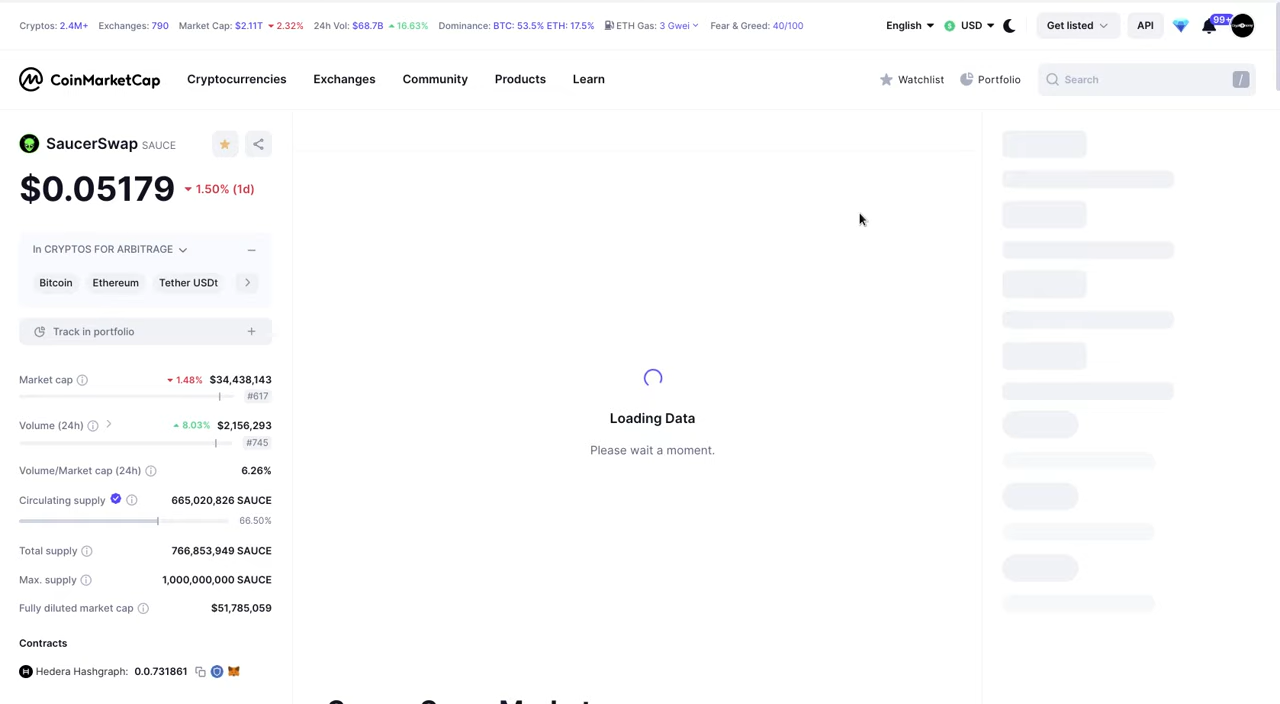 Cryptos: 2.4M+ Exchanges: 790 Market Cap: $2.11T 2.32% 24h Vol: $68.7B 16.63% Dominance: BTC: 53.5% ETH: 17.5% ETH Gas: 3 Gwei Fear & Greed: 40/100 English USD Get listed API 99+
CoinMarketCap Cryptocurrencies Exchanges Community Products Learn Watchlist Portfolio Search /
SaucerSwap SAUCE
$0.05179 1.50% (1d)
In CRYPTOS FOR ARBITRAGE
Bitcoin Ethereum Tether USDt
Track in portfolio +
Market cap 1.48% $34,438,143
#617
Volume (24h) 8.03% $2,156,293
#745
Volume/Market cap (24h) 6.26%
Circulating supply 665,020,826 SAUCE
66.50%
Total supply 766,853,949 SAUCE
Max. supply 1,000,000,000 SAUCE
Fully diluted market cap $51,785,059
Contracts
Hedera Hashgraph: 0.0.731861
Loading Data
Please wait a moment.